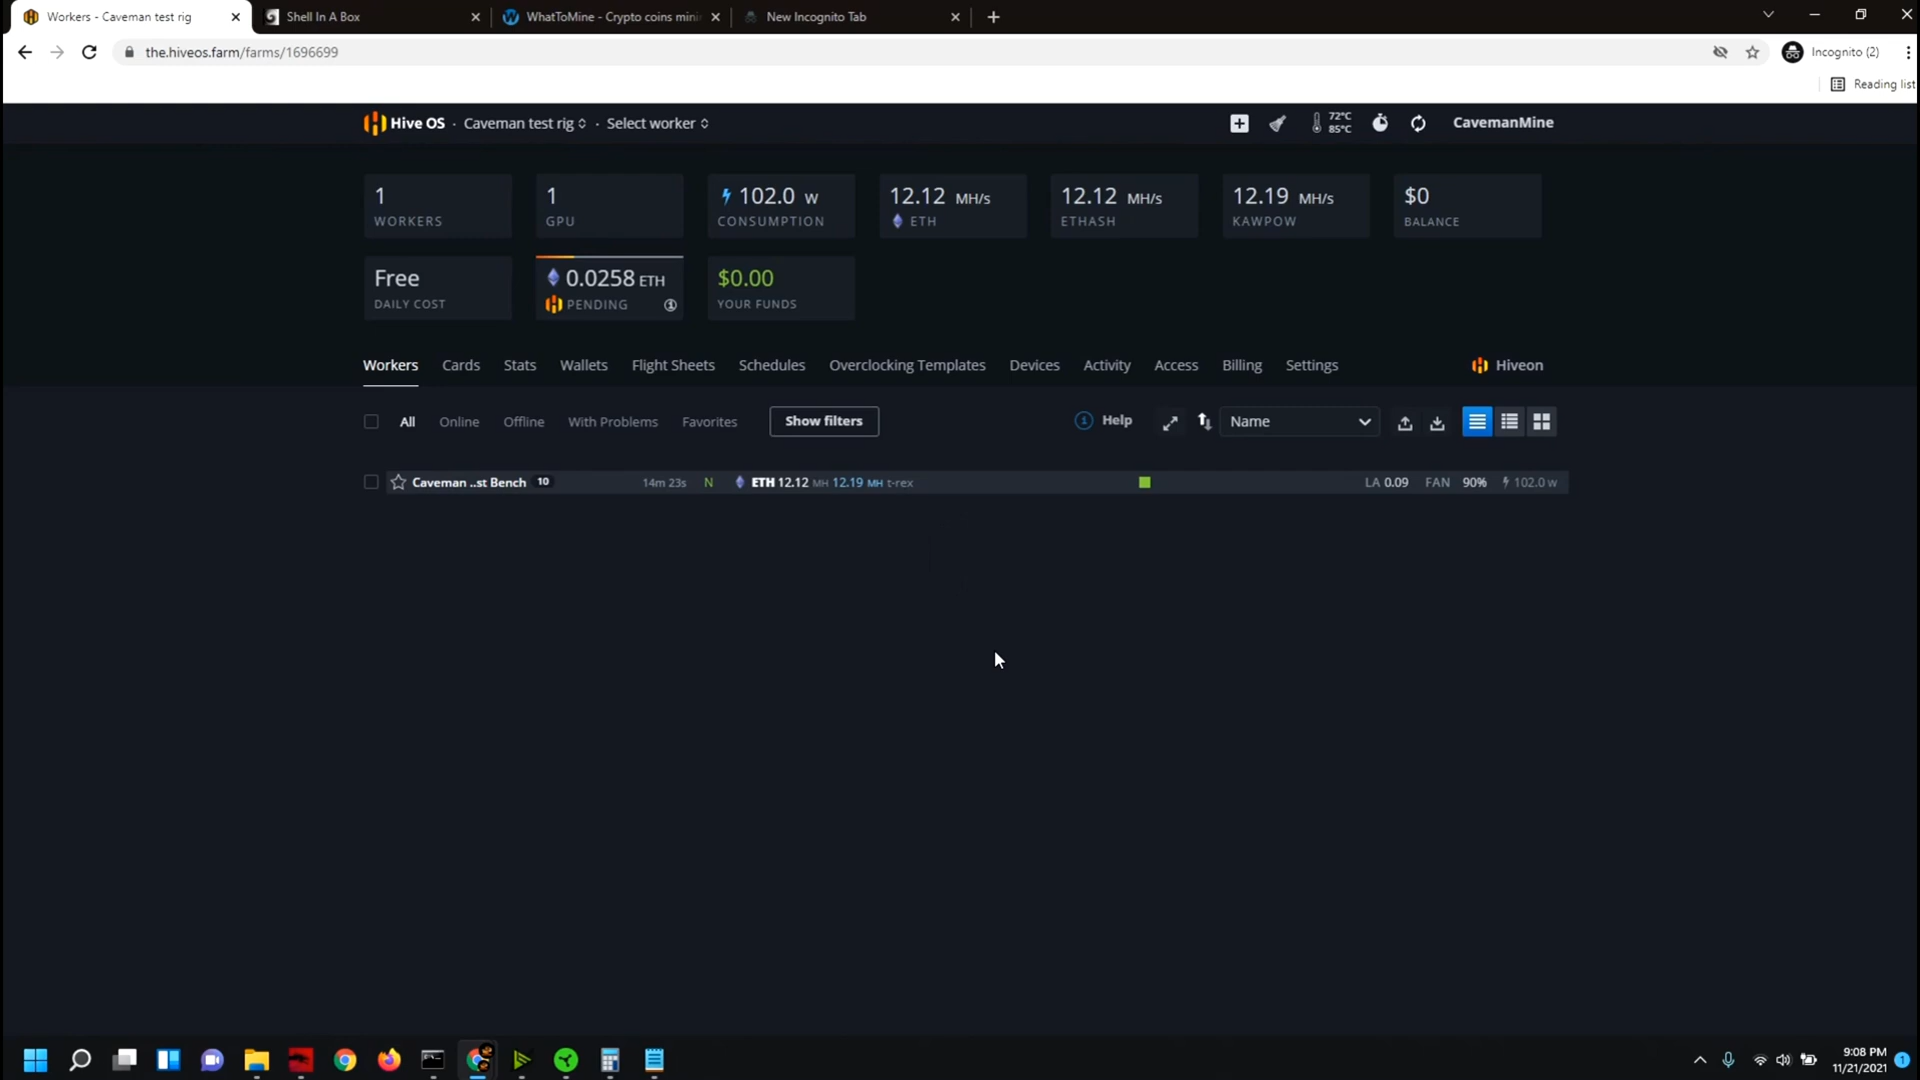 Workers - Caveman test rig
Shell In A Box
WhatToMine - Crypto coins mini
New Incognito Tab
the.hiveos.farm/farms/1696699
Incognito (2)
Reading list
Hive OS · Caveman test rig · Select worker
72°C
85°C
CavemanMine
1
WORKERS
1
GPU
102.0 W
CONSUMPTION
12.12 MH/s
ETH
12.12 MH/s
ETHASH
12.19 MH/s
KAWPOW
$0
BALANCE
Free
DAILY COST
0.0258 ETH
PENDING
$0.00
YOUR FUNDS
Workers Cards Stats Wallets Flight Sheets Schedules Overclocking Templates Devices Activity Access Billing Settings Hiveon
All Online Offline With Problems Favorites Show filters Help Name
Caveman ..st Bench 10 14m 23s N ETH 12.12 MH 12.19 MH t-rex LA 0.09 FAN 90% 102.0 w
9:08 PM
11/21/2021
1